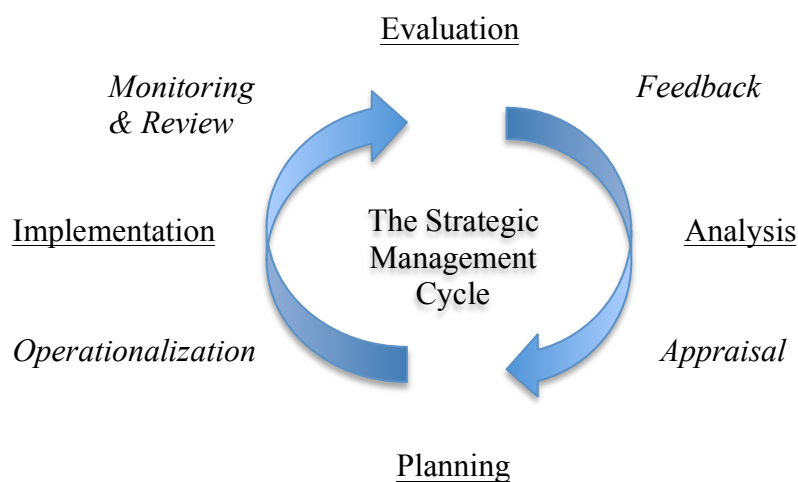 Evaluation
Monitoring
& Review
Feedback
Implementation
The Strategic
Management
Cycle
Analysis
Operationalization
Appraisal
Planning